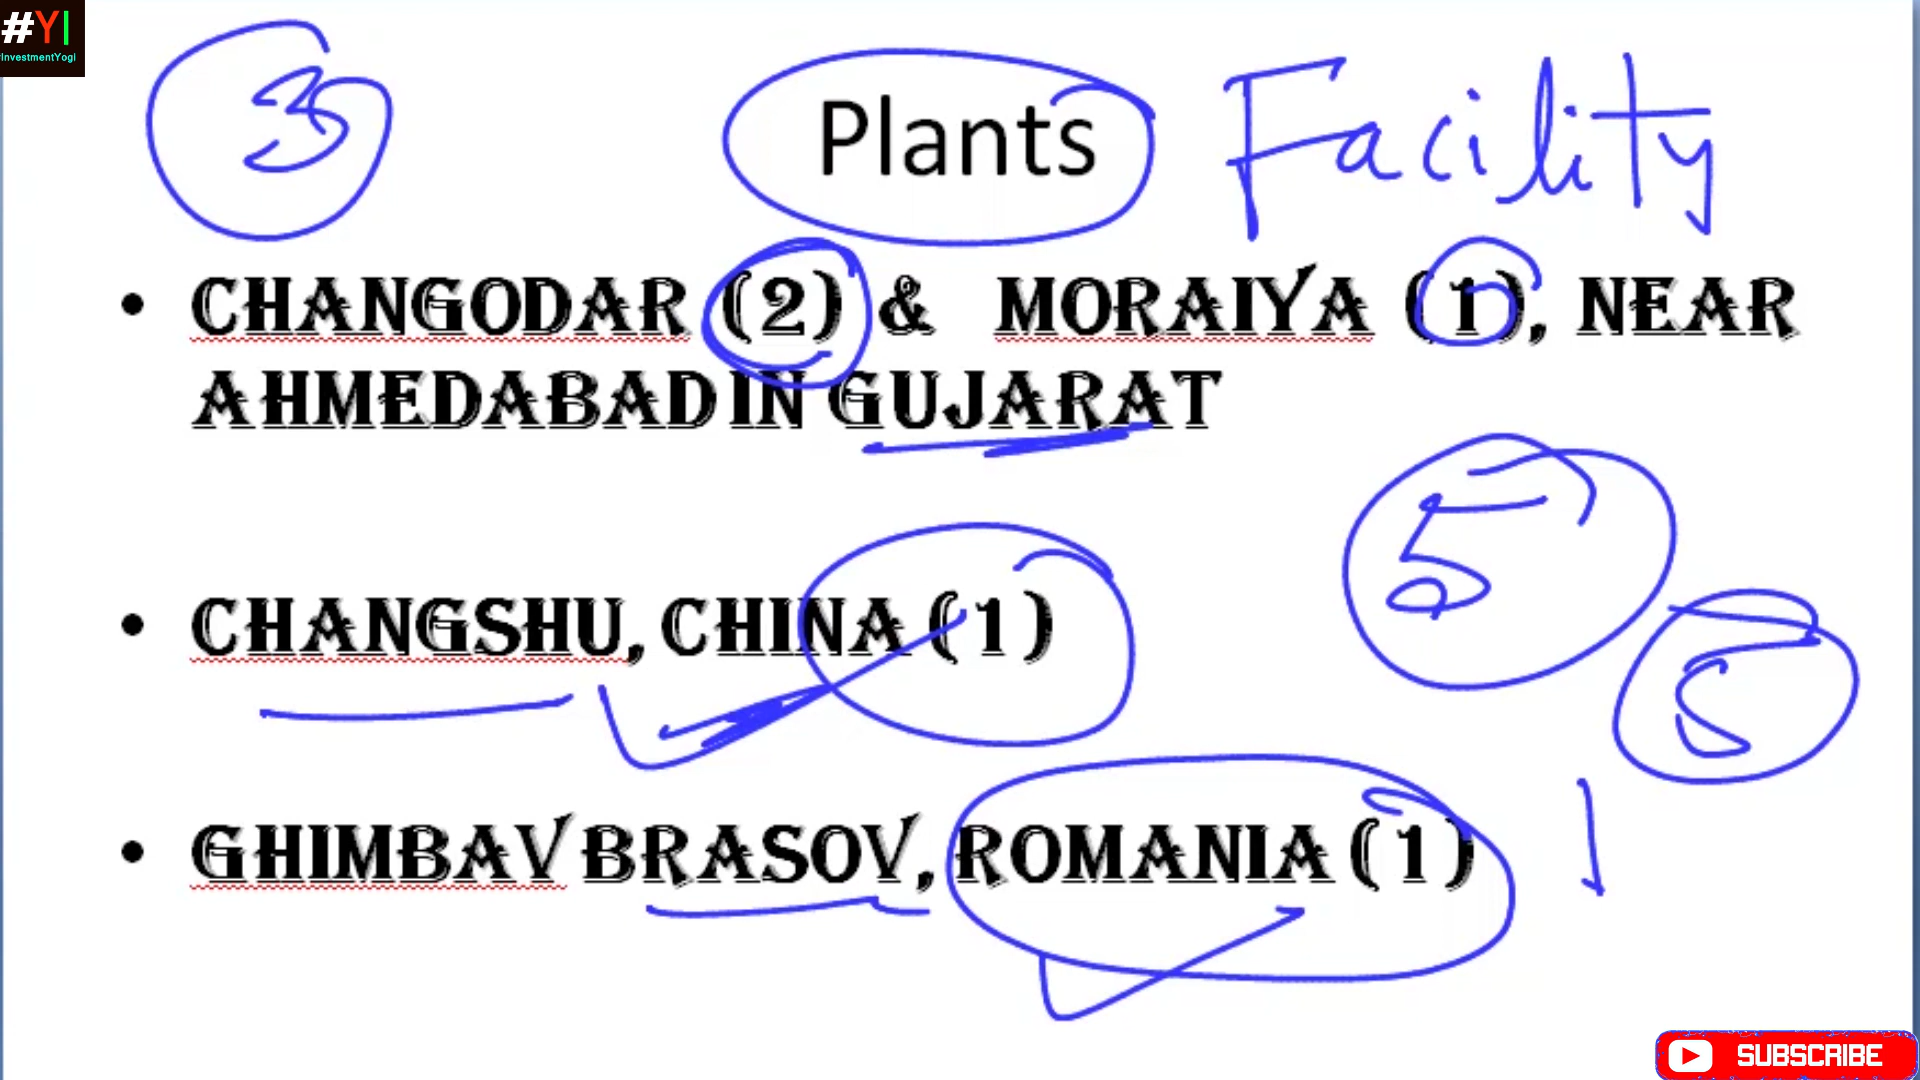 #YI
InvestmentYogi
3
Plants Facility
• CHANGODAR (2) & MORAIYA (1), NEAR
AHMEDABAD IN GUJARAT
5
• CHANGSHU, CHINA (1)
5
• GHIMBAV BRASOV, ROMANIA (1)
SUBSCRIBE